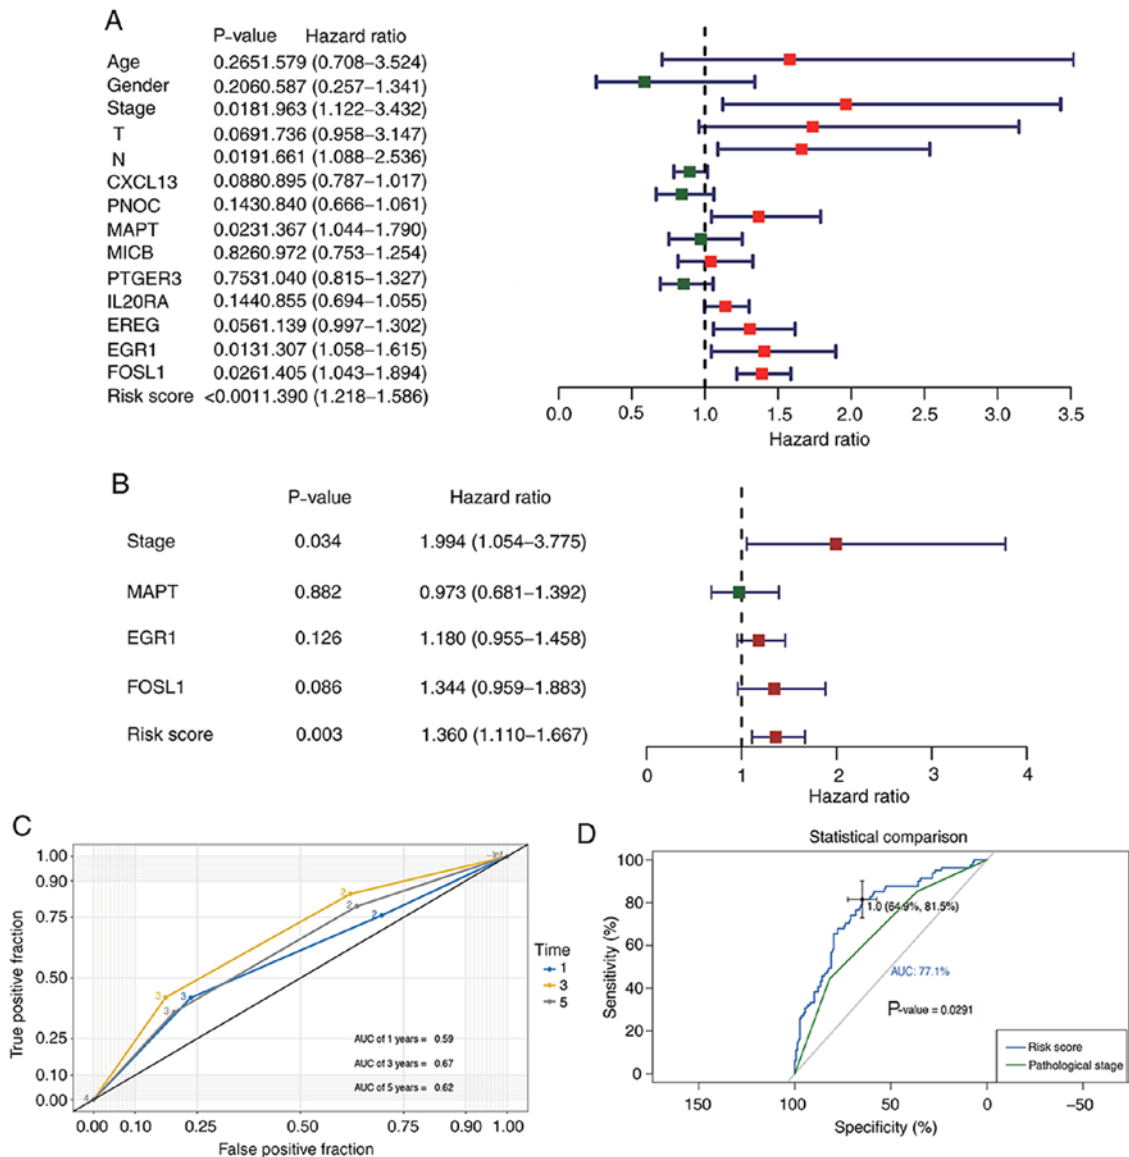 A
P-value Hazard ratio
Age 0.2651.579 (0.708–3.524)
Gender 0.2060.587 (0.257–1.341)
Stage 0.0181.963 (1.122–3.432)
T 0.0691.736 (0.958–3.147)
N 0.0191.661 (1.088–2.536)
CXCL13 0.0880.895 (0.787–1.017)
PNOC 0.1430.840 (0.666–1.061)
MAPT 0.0231.367 (1.044–1.790)
MICB 0.8260.972 (0.753–1.254)
PTGER3 0.7531.040 (0.815–1.327)
IL20RA 0.1440.855 (0.694–1.055)
EREG 0.0561.139 (0.997–1.302)
EGR1 0.0131.307 (1.058–1.615)
FOSL1 0.0261.405 (1.043–1.894)
Risk score <0.0011.390 (1.218–1.586)
0.0 0.5 1.0 1.5 2.0 2.5 3.0 3.5
Hazard ratio
B
P-value Hazard ratio
Stage 0.034 1.994 (1.054–3.775)
MAPT 0.882 0.973 (0.681–1.392)
EGR1 0.126 1.180 (0.955–1.458)
FOSL1 0.086 1.344 (0.959–1.883)
Risk score 0.003 1.360 (1.110–1.667)
0 1 2 3 4
Hazard ratio
C
True positive fraction
1.00
0.90
0.75
0.50
0.25
0.10
0.00
2
2
2
3
3
3
4
AUC of 1 years = 0.59
AUC of 3 years = 0.67
AUC of 5 years = 0.62
0.00 0.10 0.25 0.75 0.90 1.00
False positive fraction
Time
1
3
5
D
Statistical comparison
Sensitivity (%)
100
80
60
40
20
0
1.0 (64.9%, 81.5%)
AUC: 77.1%
P-value = 0.0291
Risk score
Pathological stage
150 100 50 0 −50
Specificity (%)